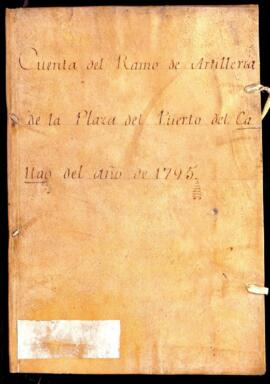 Cuenta del Ramo de Artilleria
de la Plaza del Puerto del Ca
llao del año de 1795.